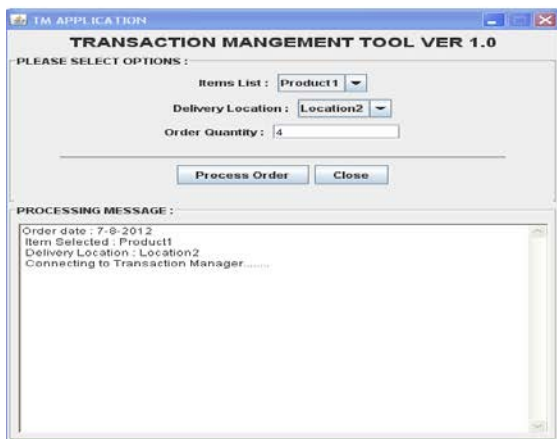 TM APPLICATION
TRANSACTION MANGEMENT TOOL VER 1.0
PLEASE SELECT OPTIONS :
Items List : Product1
Delivery Location : Location2
Order Quantity : 4
Process Order Close
PROCESSING MESSAGE :
Order date : 7-8-2012
Item Selected : Product1
Delivery Location : Location2
Connecting to Transaction Manager.......